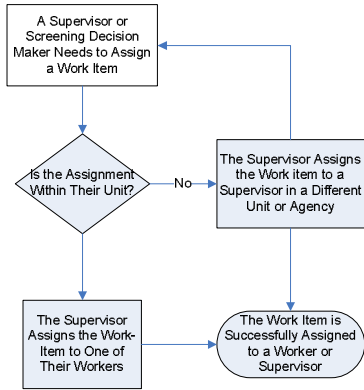 A Supervisor or
Screening Decision
Maker Needs to Assign
a Work Item
Is the Assignment
Within Their Unit?
No
The Supervisor Assigns
the Work item to a
Supervisor in a Different
Unit or Agency
The Supervisor
Assigns the Work-
Item to One of
Their Workers
The Work Item is
Successfully Assigned
to a Worker or
Supervisor